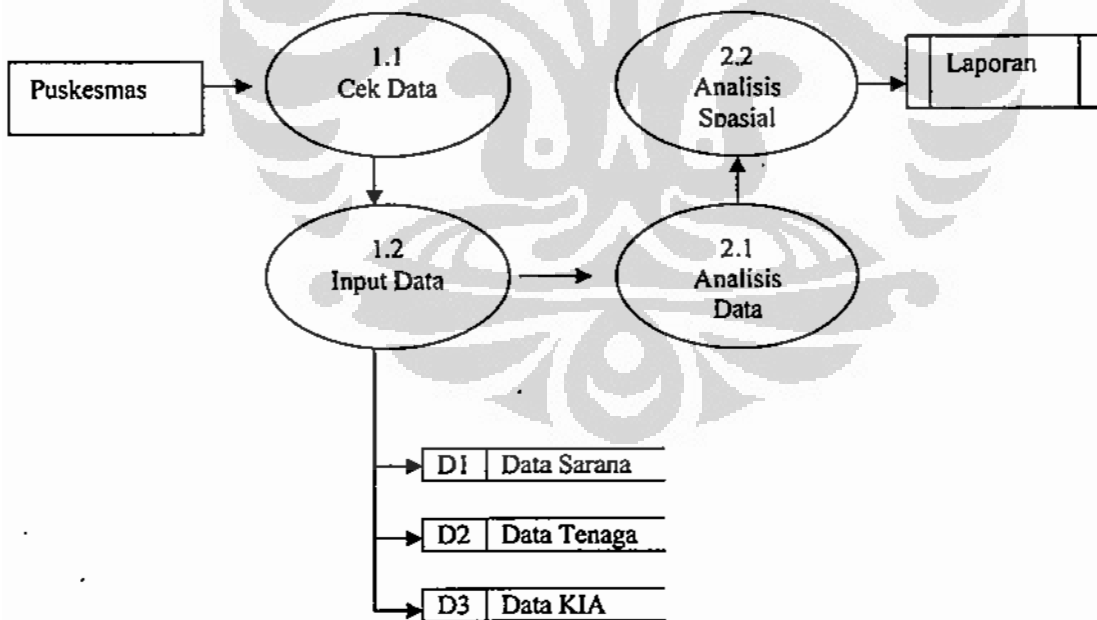 Puskesmas
1.1
Cek Data
2.2
Analisis
Spasial
Laporan
1.2
Input Data
2.1
Analisis
Data
D1 Data Sarana
D2 Data Tenaga
D3 Data KIA